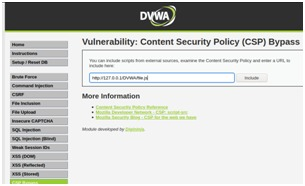 DVWA
Vulnerability: Content Security Policy (CSP) Bypass
Home
Instructions
Setup / Reset DB
Brute Force
Command Injection
CSRF
File Inclusion
File Upload
Insecure CAPTCHA
SQL Injection
SQL Injection (Blind)
Weak Session IDs
XSS (DOM)
XSS (Reflected)
XSS (Stored)
CSP Bypass
You can include scripts from external sources, examine the Content Security Policy and enter a URL to
include here:
http://127.0.0.1/DVWA/file.js
Include
More Information
Content Security Policy Reference
Mozilla Developer Network - CSP: script-src
Mozilla Security Blog - CSP for the web we have
Module developed by Digininja.